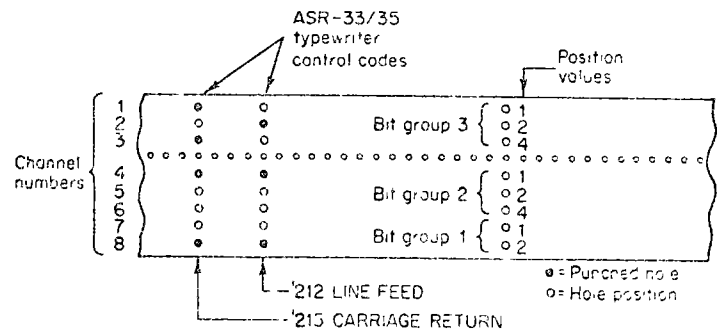 ASR-33/35
typewriter
control codes
Position
values
Channel
numbers
1
2
3
4
5
6
7
8
Bit group 3
1
2
4
Bit group 2
1
2
4
Bit group 1
1
2
= Punched hole
= Hole position
'212 LINE FEED
'215 CARRIAGE RETURN